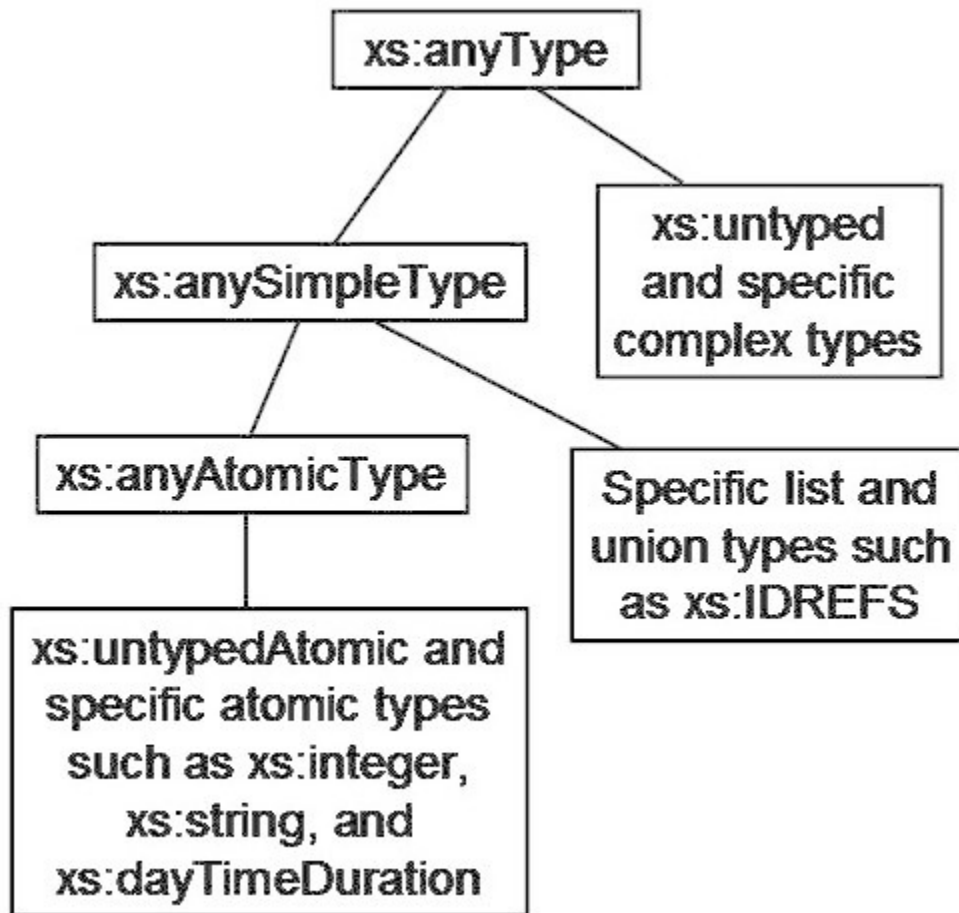 xs:anyType
xs:untyped
and specific
complex types
xs:anySimpleType
xs:anyAtomicType
Specific list and
union types such
as xs:IDREFS
xs:untypedAtomic and
specific atomic types
such as xs:integer,
xs:string, and
xs:dayTimeDuration